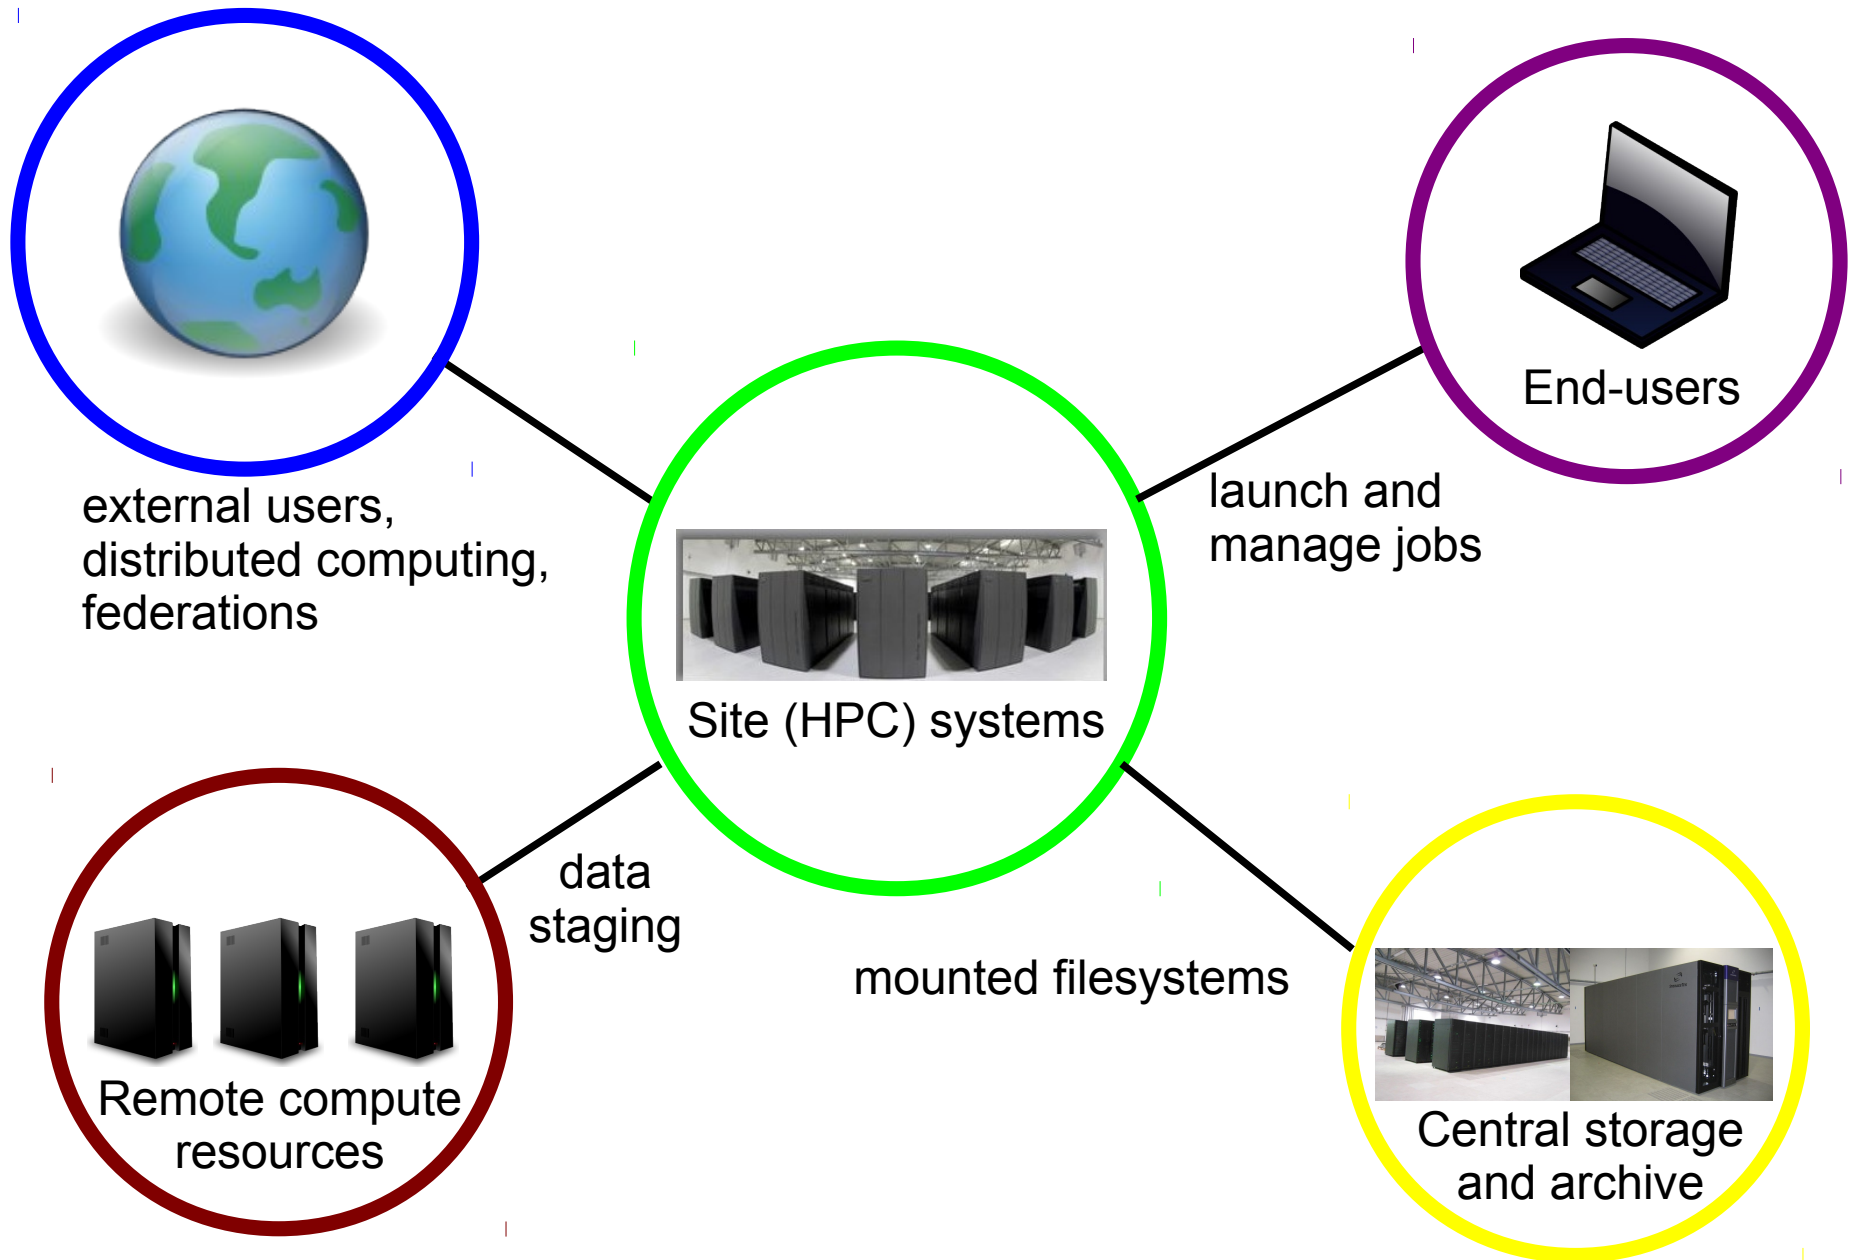 End-users
external users,
distributed computing,
federations
launch and
manage jobs
Site (HPC) systems
data
staging
mounted filesystems
Remote compute
resources
Central storage
and archive